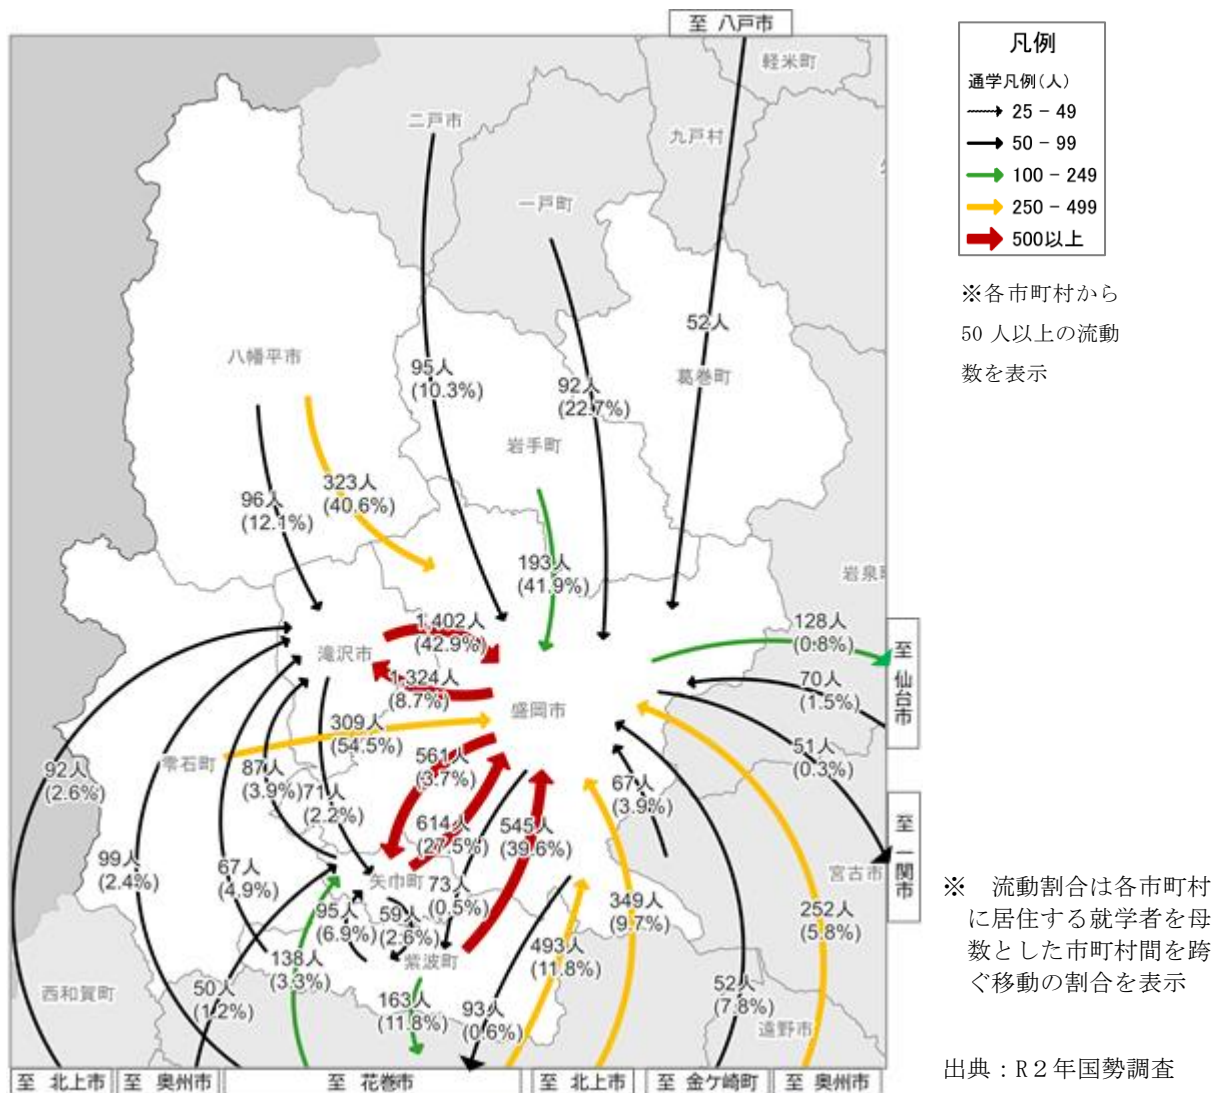 至 八戸市
軽米町
二戸市
九戸村
一戸町
52人
八幡平市
葛巻町
95人
(10.3%)
92人
(22.7%)
岩手町
323人
(40.6%)
96人
(12.1%)
193人
(41.9%)
岩泉
1,402人
(42.9%)
128人
(0.8%)
滝沢市
1,324人
(8.7%)
70人
(1.5%)
至 仙台市
盛岡市
309人
(54.5%)
51人
(0.3%)
雫石町
561人
(3.7%)
92人
(2.6%)
87人
(3.9%)
71人
(2.2%)
67人
(3.9%)
614人
(27.5%)
545人
(39.6%)
至 一関市
99人
(2.4%)
67人
(4.9%)
矢巾町
73人
(0.5%)
宮古市
95人
(6.9%)
59人
(2.6%)
349人
(9.7%)
252人
(5.8%)
138人
(3.3%)
紫波町
493人
(11.8%)
西和賀町
50人
(1.2%)
163人
(11.8%)
93人
(0.6%)
52人
(7.8%)
遠野市
至 北上市
至 奥州市
至 花巻市
至 北上市
至 金ケ崎町
至 奥州市
凡例
通学凡例(人)
25 - 49
50 - 99
100 - 249
250 - 499
500以上
※各市町村から
50 人以上の流動
数を表示
※ 流動割合は各市町村
に居住する就学者を母
数とした市町村間を跨
ぐ移動の割合を表示
出典：R２年国勢調査